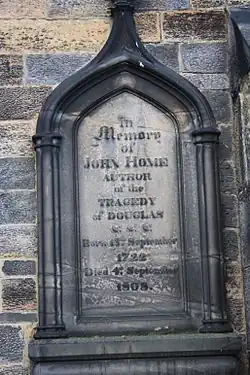 In
Memory
of
JOHN HOME
AUTHOR
of the
TRAGEDY
of DOUGLAS
&c. &c. &c.
Born 13th September
1722
Died 4th September
1808.